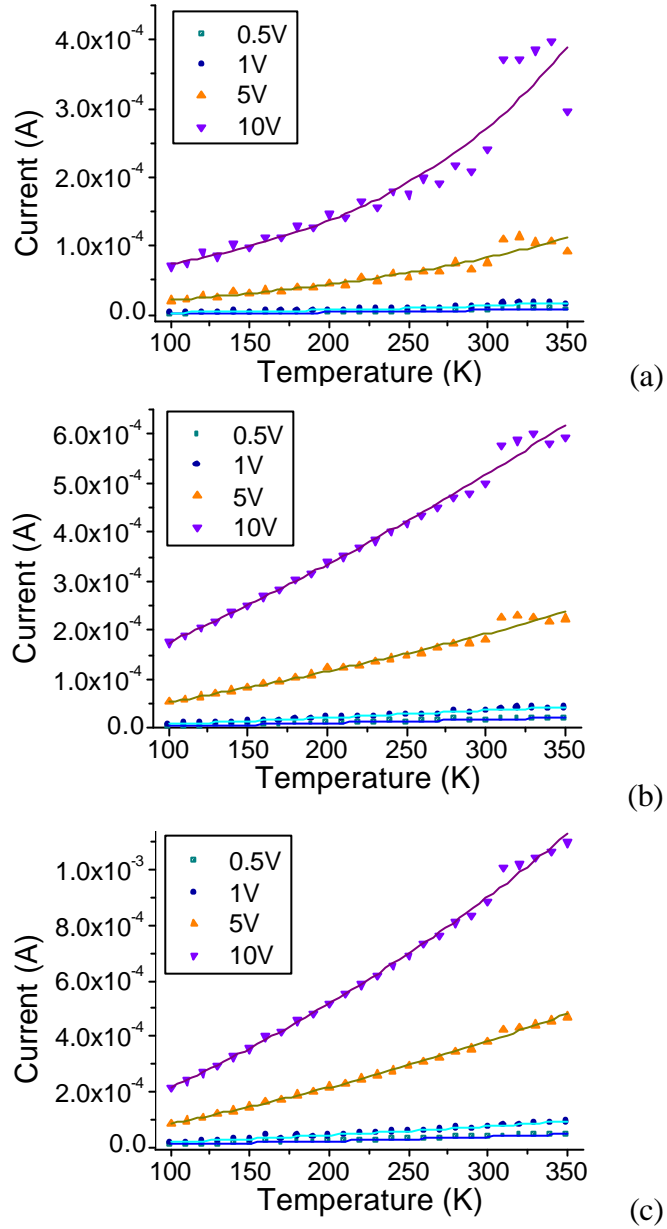 4.0x10⁻⁴
3.0x10⁻⁴
2.0x10⁻⁴
1.0x10⁻⁴
0.0
Current (A)
0.5V
1V
5V
10V
100 150 200 250 300 350
Temperature (K)
(a)
6.0x10⁻⁴
5.0x10⁻⁴
4.0x10⁻⁴
3.0x10⁻⁴
2.0x10⁻⁴
1.0x10⁻⁴
0.0
Current (A)
0.5V
1V
5V
10V
100 150 200 250 300 350
Temperature (K)
(b)
1.0x10⁻³
8.0x10⁻⁴
6.0x10⁻⁴
4.0x10⁻⁴
2.0x10⁻⁴
0.0
Current (A)
0.5V
1V
5V
10V
100 150 200 250 300 350
Temperature (K)
(c)